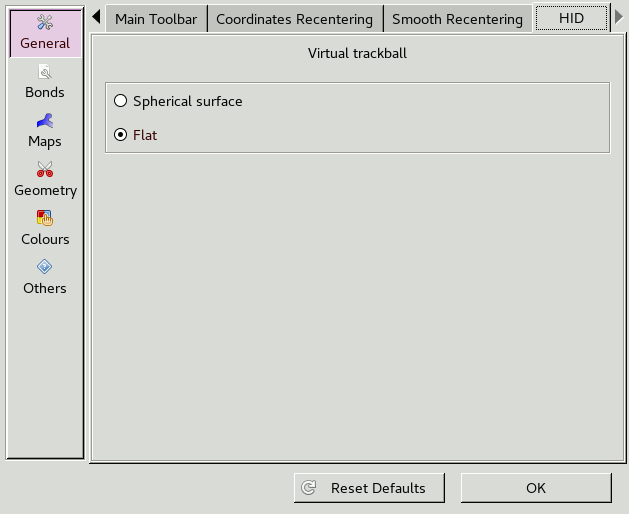 General
Bonds
Maps
Geometry
Colours
Others
Main Toolbar
Coordinates Recentering
Smooth Recentering
HID
Virtual trackball
Spherical surface
Flat
Reset Defaults
OK